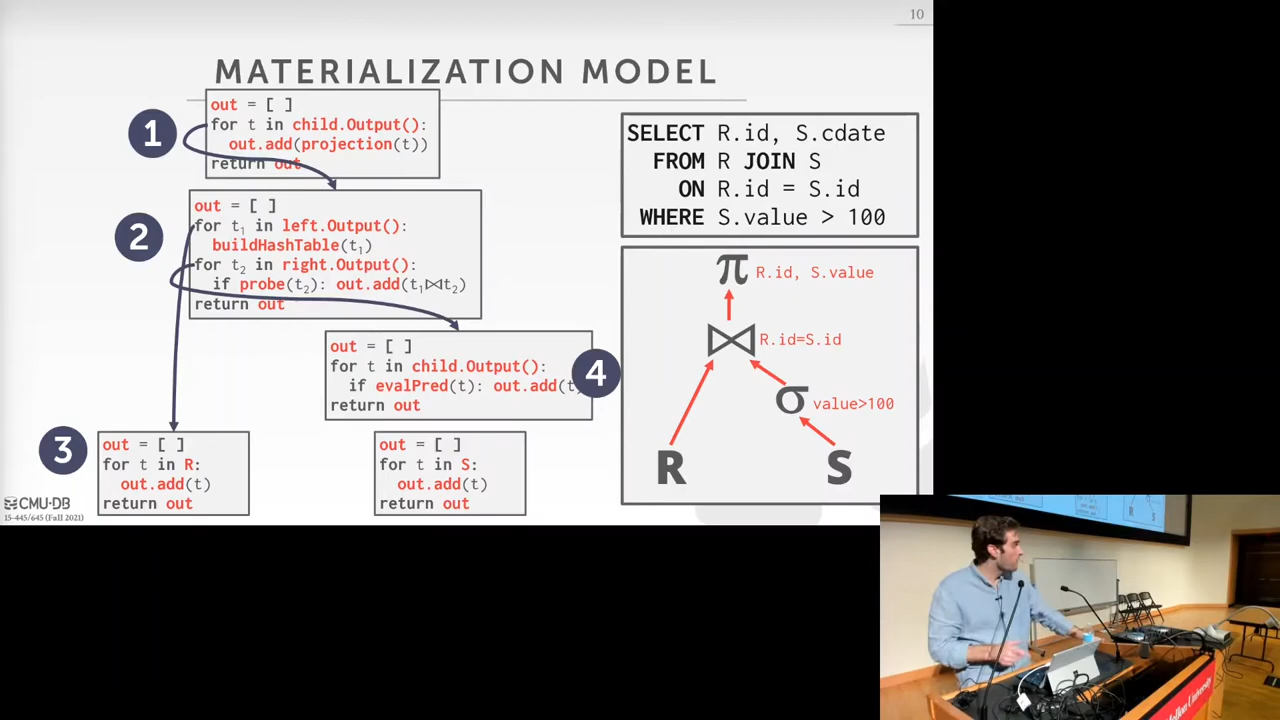 10
MATERIALIZATION MODEL
1
out = [ ]
for t in child.Output():
out.add(projection(t))
return out
2
out = [ ]
for t1 in left.Output():
buildHashTable(t1)
for t2 in right.Output():
if probe(t2): out.add(t1⋈t2)
return out
out = [ ]
for t in child.Output():
if evalPred(t): out.add(t
return out
4
3
out = [ ]
for t in R:
out.add(t)
return out
out = [ ]
for t in S:
out.add(t)
return out
SELECT R.id, S.cdate
FROM R JOIN S
ON R.id = S.id
WHERE S.value > 100
π R.id, S.value
⋈ R.id=S.id
σ value>100
R S
CMU·DB
15-445/645 (Fall 2021)
R S
Mellon University